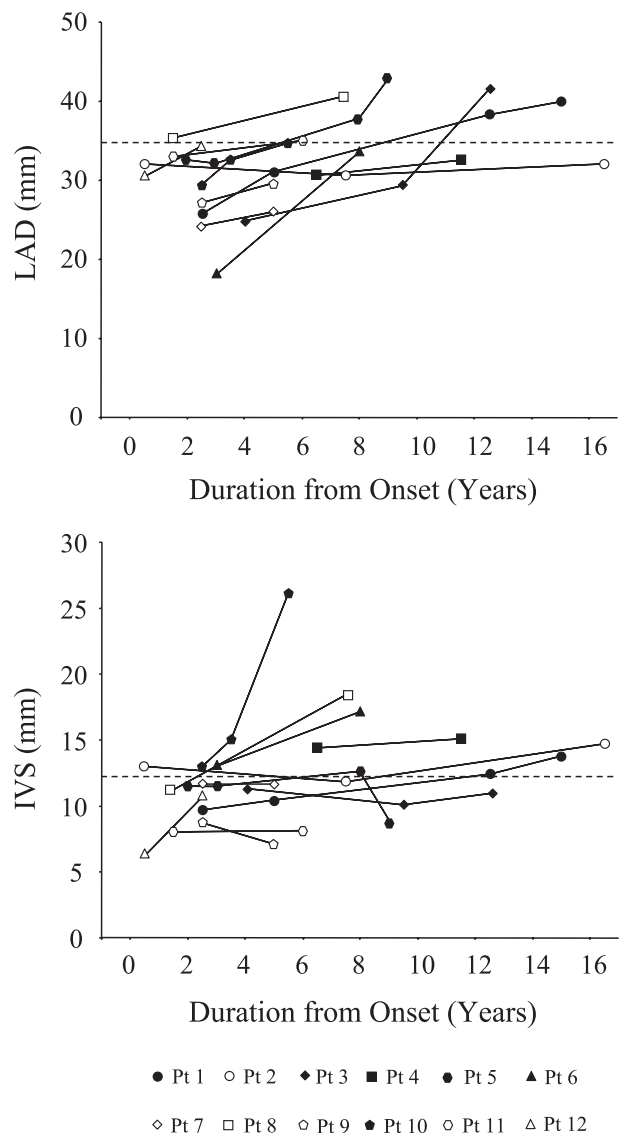 50
40
30
20
10
0
LAD (mm)
0 2 4 6 8 10 12 14 16
Duration from Onset (Years)
30
25
20
15
10
5
0
IVS (mm)
0 2 4 6 8 10 12 14 16
Duration from Onset (Years)
Pt 1 Pt 2 Pt 3 Pt 4 Pt 5 Pt 6
Pt 7 Pt 8 Pt 9 Pt 10 Pt 11 Pt 12